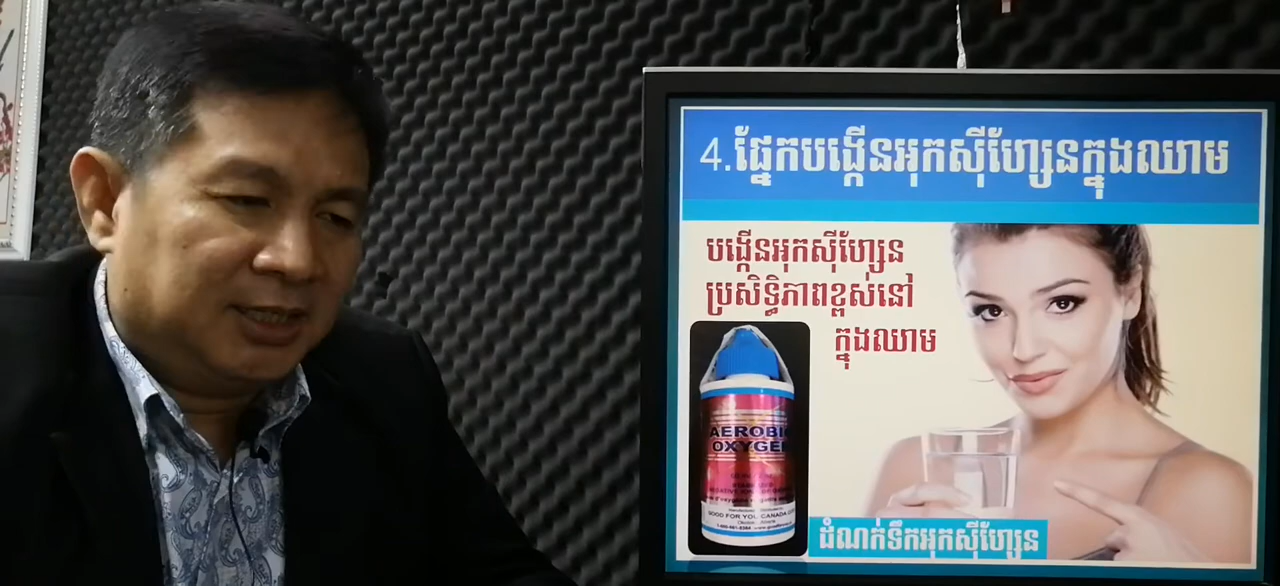 4.ផ្នែកបង្កើនអុកស៊ីហ្សែនក្នុងឈាម
បង្កើនអុកស៊ីហ្សែន
ប្រសិទ្ធិភាពខ្ពស់នៅ
ក្នុងឈាម
AEROBIC
OXYGEN
GOOD FOR YOU CANADA
ដំណក់ទឹកអុកស៊ីហ្សែន